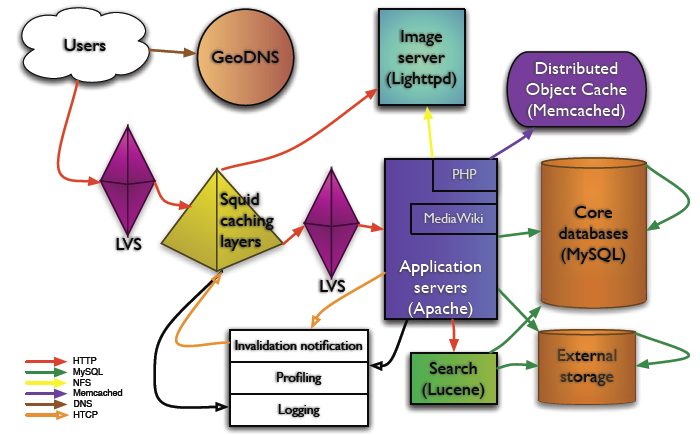 Users
GeoDNS
Image
server
(Lighttpd)
Distributed
Object Cache
(Memcached)
PHP
MediaWiki
Application
servers
(Apache)
Core
databases
(MySQL)
LVS
Squid
caching
layers
LVS
Invalidation notification
Profiling
Logging
Search
(Lucene)
External
storage
HTTP
MySQL
NFS
Memcached
DNS
HTCP